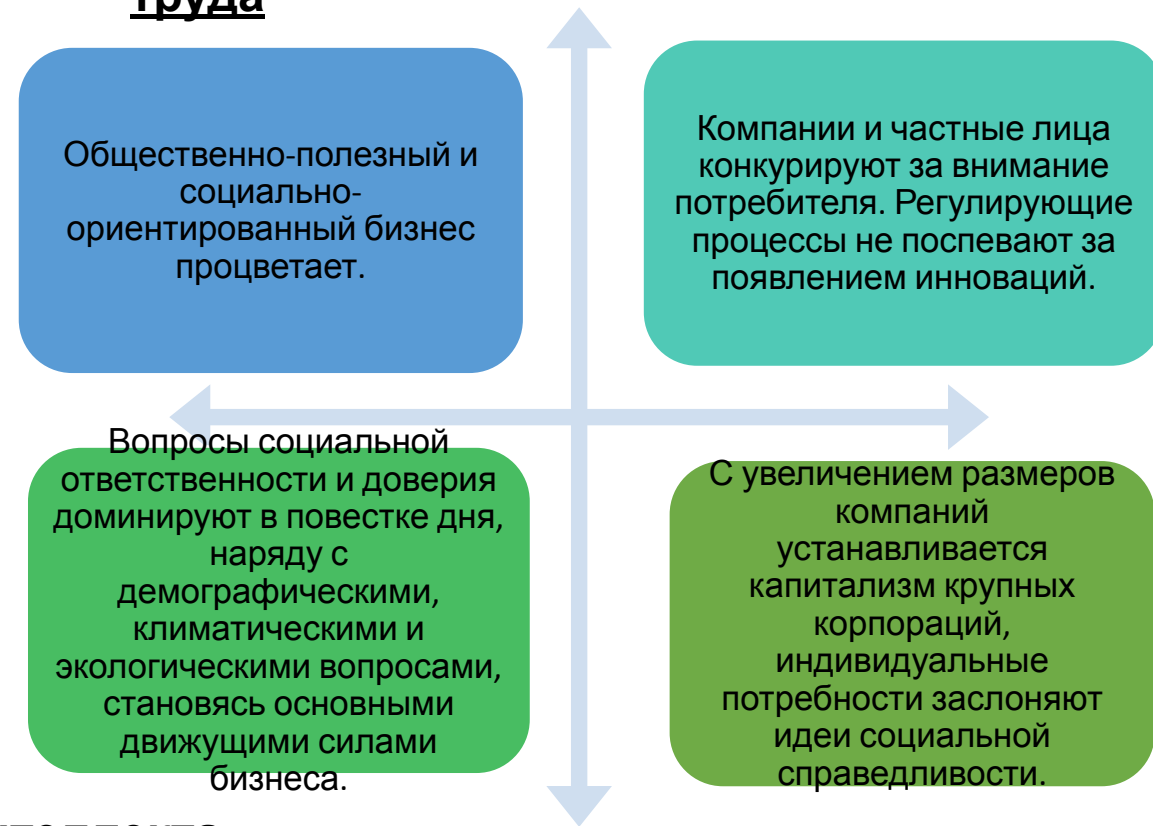 труда
Общественно-полезный и
социально-
ориентированный бизнес
процветает.
Компании и частные лица
конкурируют за внимание
потребителя. Регулирующие
процессы не поспевают за
появлением инноваций.
Вопросы социальной
ответственности и доверия
доминируют в повестке дня,
наряду с
демографическими,
климатическими и
экологическими вопросами,
становясь основными
движущими силами
бизнеса.
С увеличением размеров
компаний
устанавливается
капитализм крупных
корпораций,
индивидуальные
потребности заслоняют
идеи социальной
справедливости.